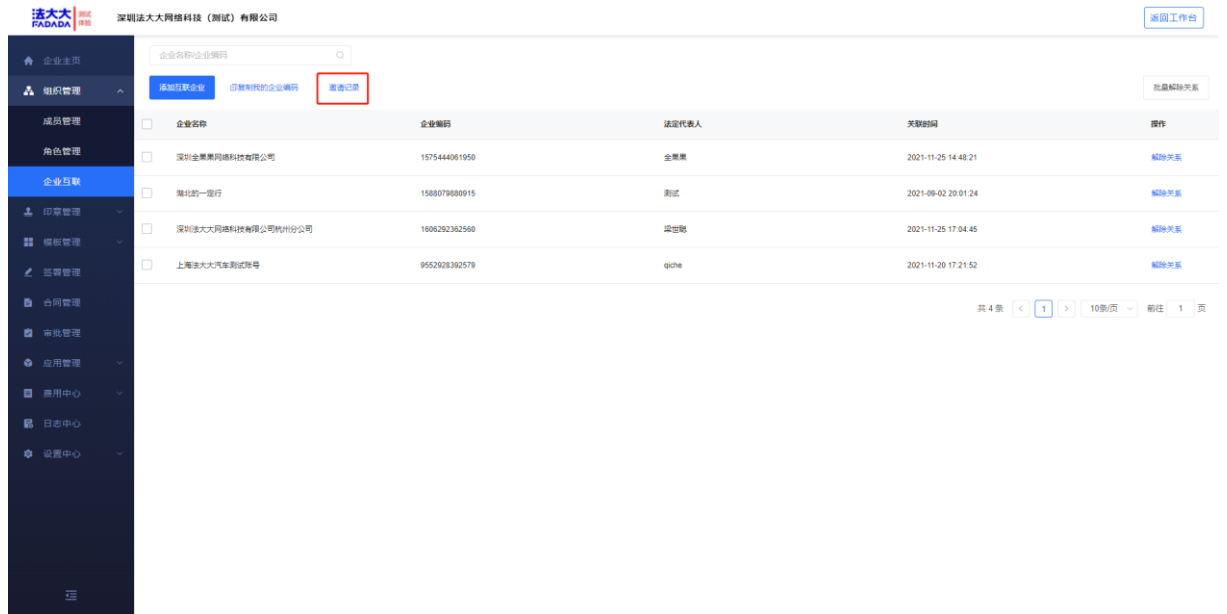 法大大 测试
FADADA 体验
深圳法大大网络科技（测试）有限公司
返回工作台
企业主页
组织管理
成员管理
角色管理
企业互联
印章管理
模板管理
签署管理
合同管理
审批管理
应用管理
费用中心
日志中心
设置中心
企业名称/企业编码
添加互联企业 复制我的企业编码 邀请记录 批量解除关系
企业名称 企业编码 法定代表人 关联时间 操作
深圳全果果网络科技有限公司 1575444061950 全果果 2021-11-25 14:48:21 解除关系
湖北的一定行 1588079880915 测试 2021-09-02 20:01:24 解除关系
深圳法大大网络科技有限公司杭州分公司 1606292362560 梁世聪 2021-11-25 17:04:45 解除关系
上海法大大汽车测试账号 9552928392579 qiche 2021-11-20 17:21:52 解除关系
共 4 条 1 10条/页 前往 1 页